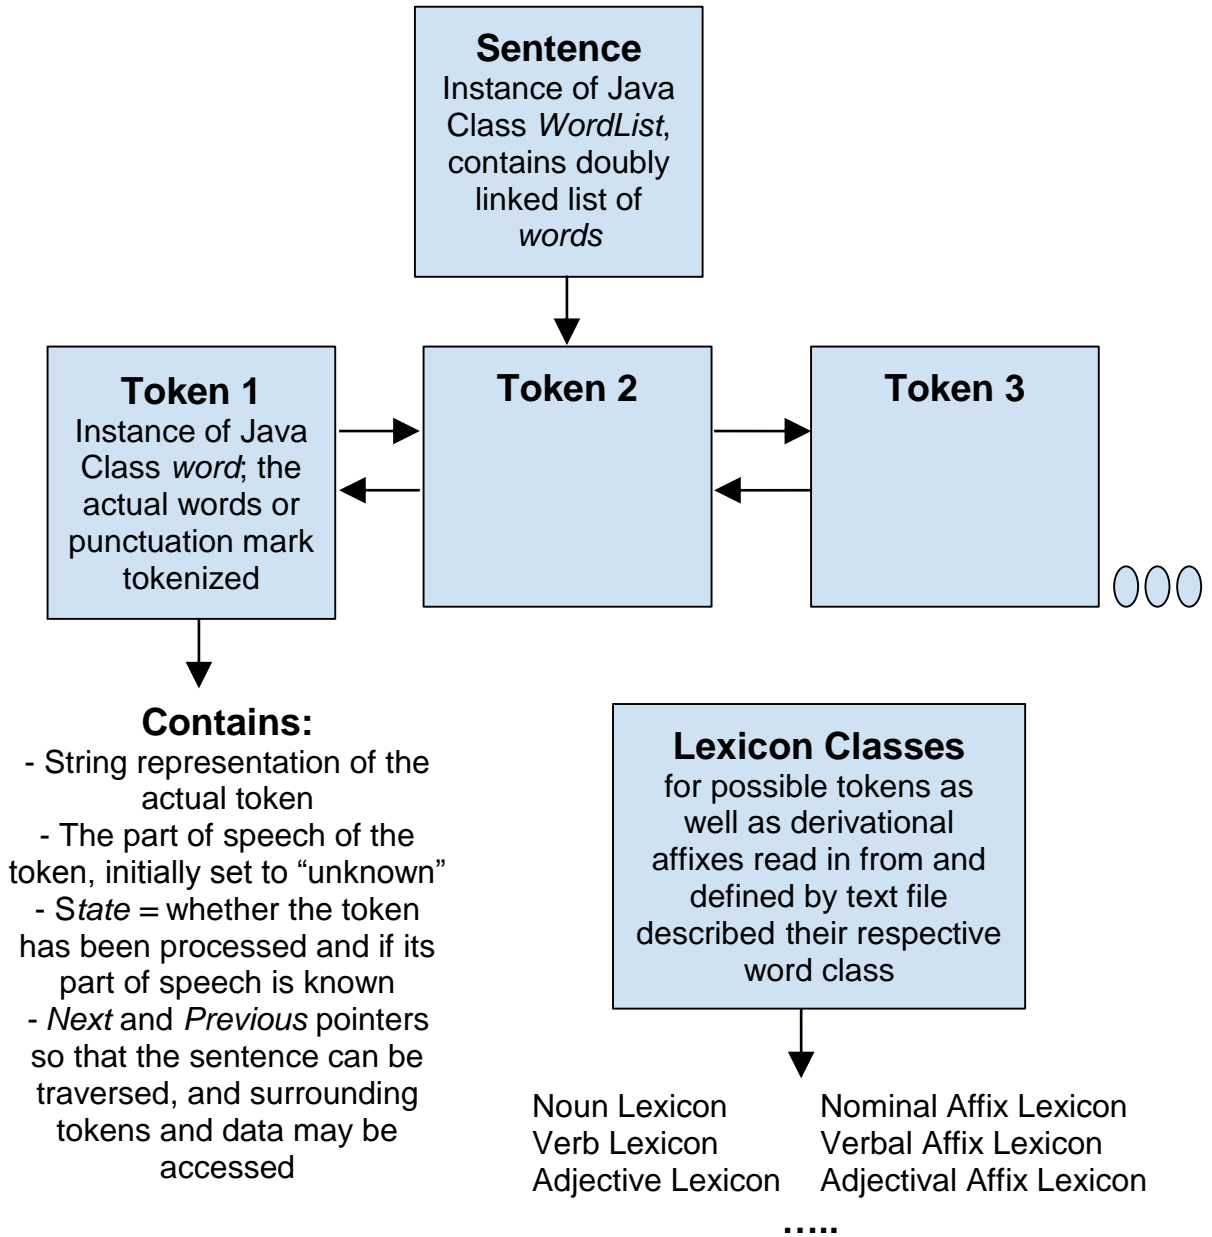 Sentence
Instance of Java
Class WordList,
contains doubly
linked list of
words
Token 1
Instance of Java
Class word; the
actual words or
punctuation mark
tokenized
Token 2
Token 3
Contains:
- String representation of the
actual token
- The part of speech of the
token, initially set to “unknown”
- State = whether the token
has been processed and if its
part of speech is known
- Next and Previous pointers
so that the sentence can be
traversed, and surrounding
tokens and data may be
accessed
Lexicon Classes
for possible tokens as
well as derivational
affixes read in from and
defined by text file
described their respective
word class
Noun Lexicon
Verb Lexicon
Adjective Lexicon
Nominal Affix Lexicon
Verbal Affix Lexicon
Adjectival Affix Lexicon
.....